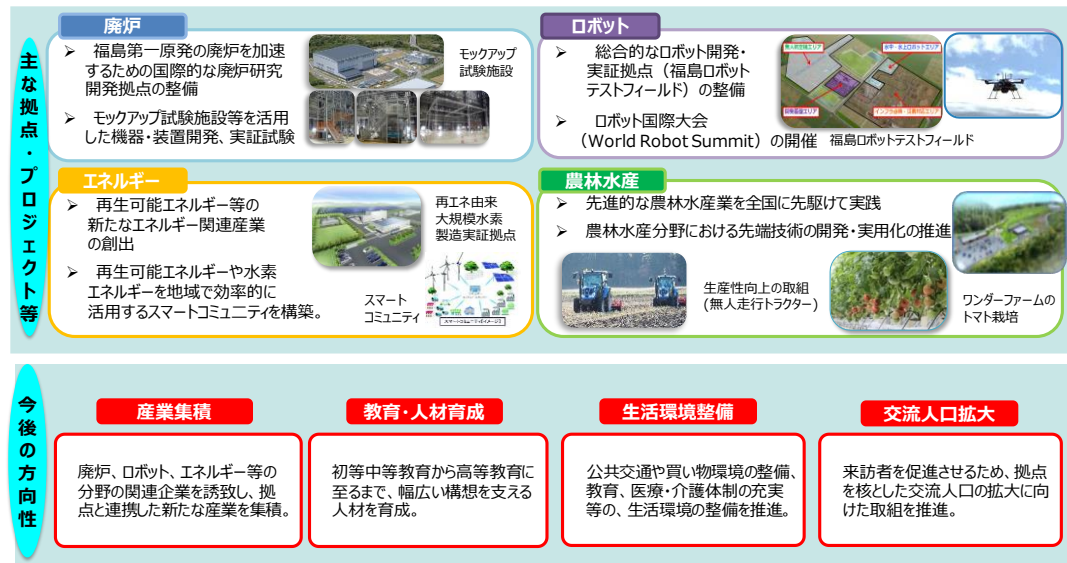 主な拠点・プロジェクト等
廃炉
➢ 福島第一原発の廃炉を加速
するための国際的な廃炉研究
開発拠点の整備
➢ モックアップ試験施設等を活用
した機器・装置開発、実証試験
モックアップ
試験施設
ロボット
➢ 総合的なロボット開発・
実証拠点（福島ロボット
テストフィールド）の整備
➢ ロボット国際大会
（World Robot Summit）の開催
福島ロボットテストフィールド
エネルギー
➢ 再生可能エネルギー等の
新たなエネルギー関連産業
の創出
➢ 再生可能エネルギーや水素
エネルギーを地域で効率的に
活用するスマートコミュニティを構築。
再エネ由来
大規模水素
製造実証拠点
スマート
コミュニティ
農林水産
➢ 先進的な農林水産業を全国に先駆けて実践
➢ 農林水産分野における先端技術の開発・実用化の推進
生産性向上の取組
(無人走行トラクター)
ワンダーファームの
トマト栽培
今後の方向性
産業集積
廃炉、ロボット、エネルギー等の
分野の関連企業を誘致し、拠
点と連携した新たな産業を集積。
教育・人材育成
初等中等教育から高等教育に
至るまで、幅広い構想を支える
人材を育成。
生活環境整備
公共交通や買い物環境の整備、
教育、医療・介護体制の充実
等の、生活環境の整備を推進。
交流人口拡大
来訪者を促進させるため、拠点
を核とした交流人口の拡大に向
けた取組を推進。